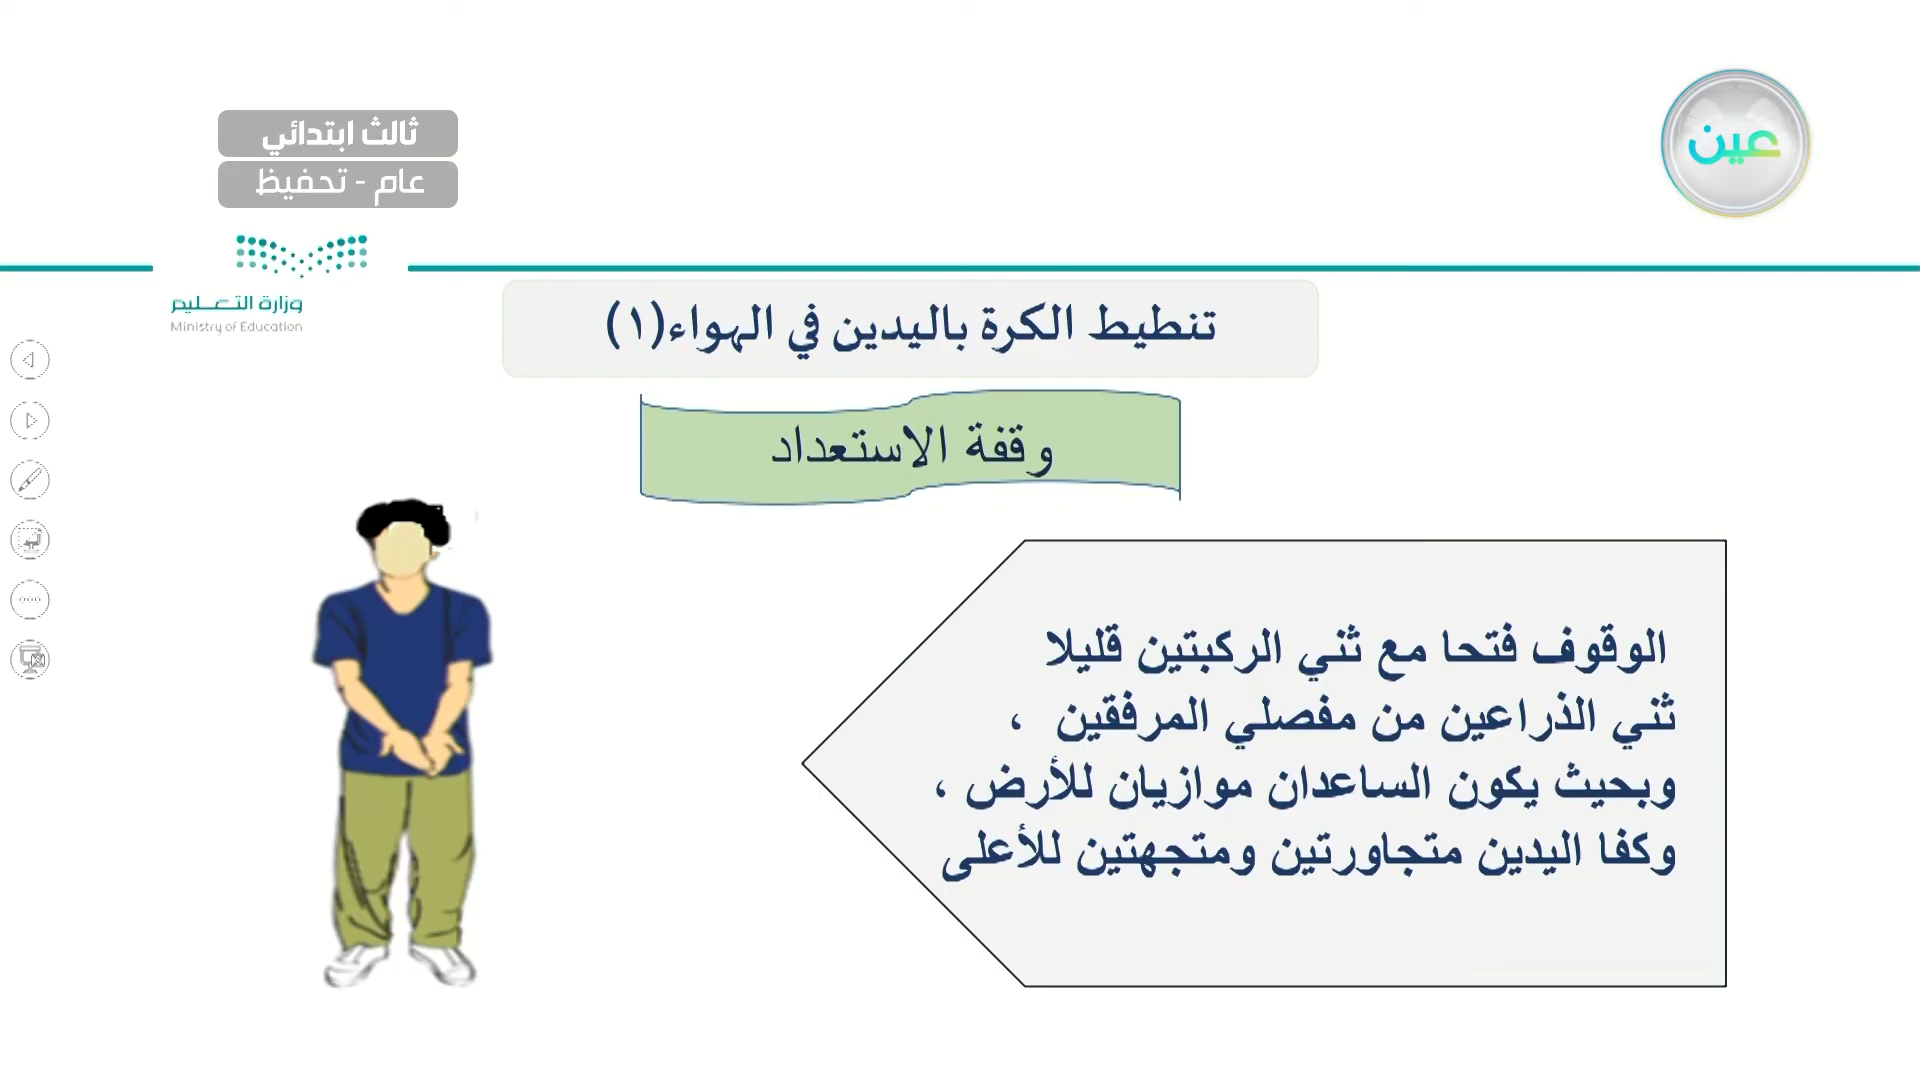 عين
ثالث ابتدائي
عام - تحفيظ
وزارة التعليم
Ministry of Education
تنطيط الكرة باليدين في الهواء(١)
وقفة الاستعداد
الوقوف فتحا مع ثني الركبتين قليلا
ثني الذراعين من مفصلي المرفقين ،
وبحيث يكون الساعدان موازيان للأرض ،
وكفا اليدين متجاورتين ومتجهتين للأعلى